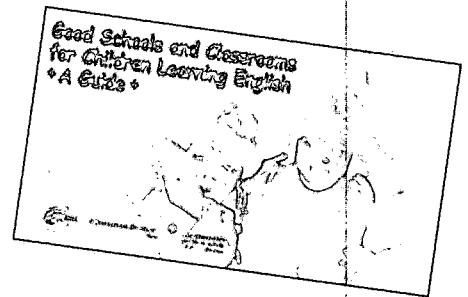 Good Schools and Classrooms
for Children Learning English
• A Guide •